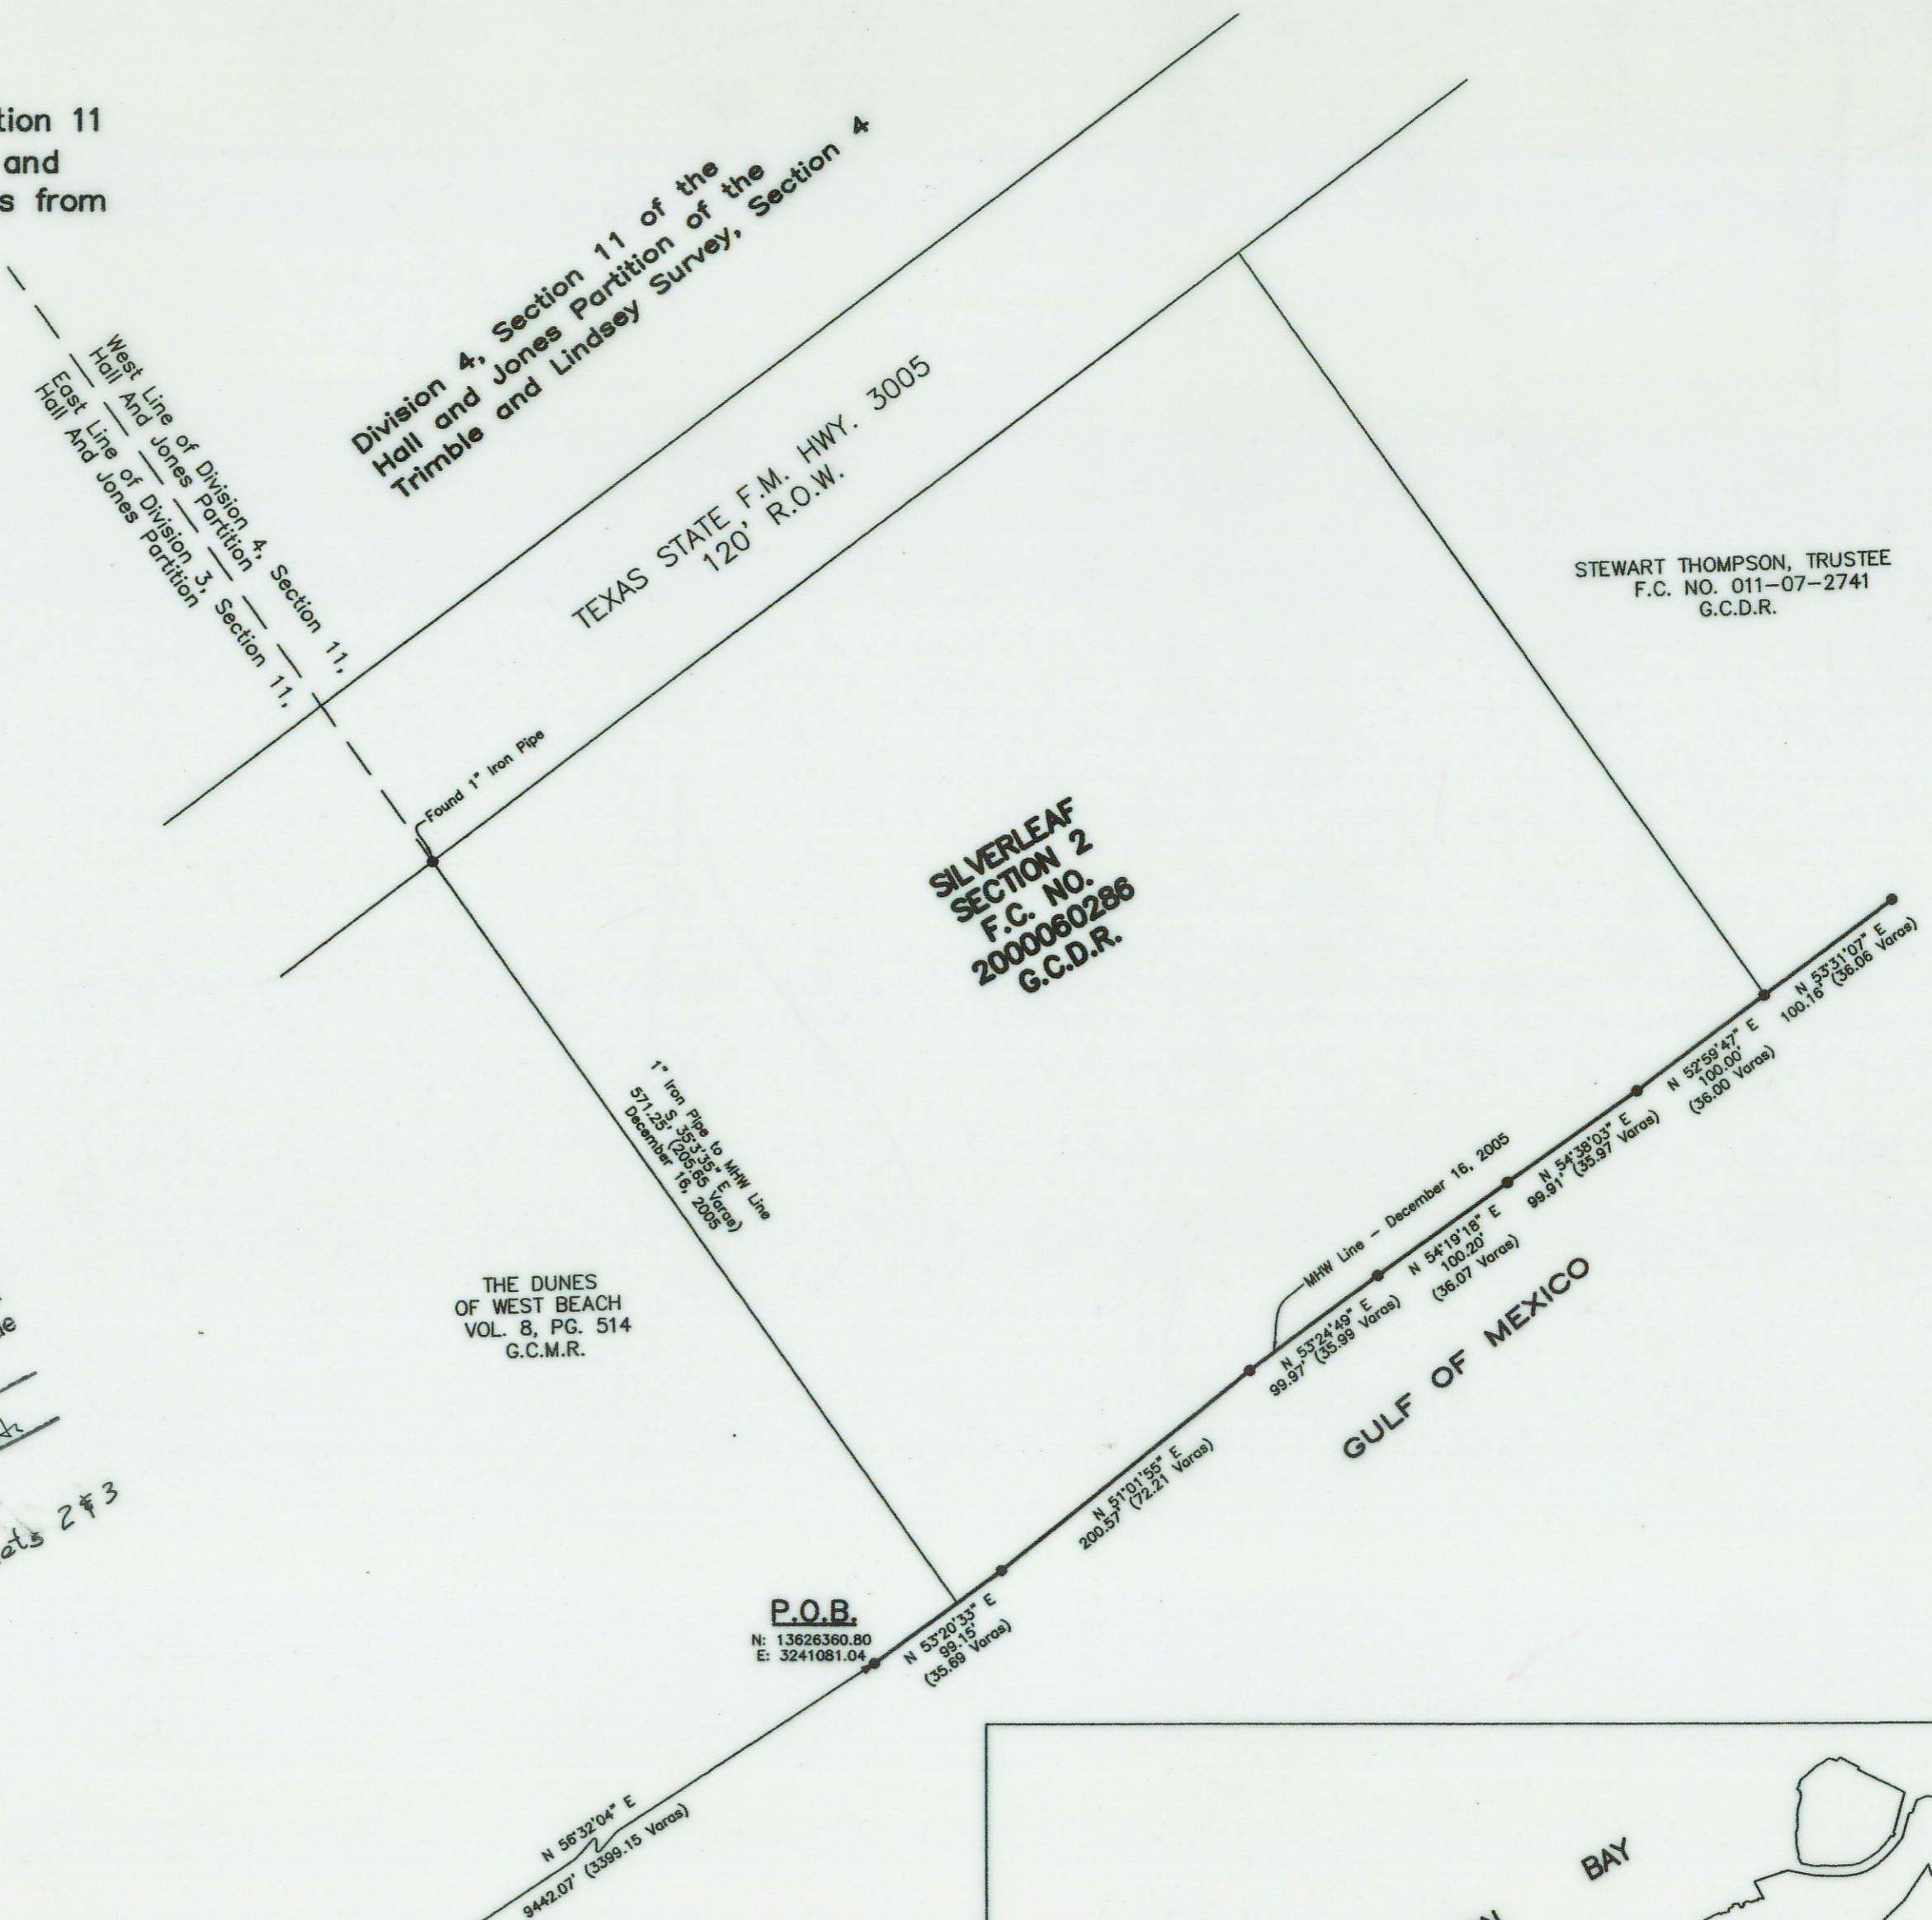 tion 11
and
s from
Division 4, Section 11 of the
Hall and Jones Partition of the
Trimble and Lindsey Survey, Section 4
West Line of Division 4, Section 11,
Hall And Jones Partition
East Line of Division 3, Section 11,
Hall And Jones Partition
TEXAS STATE F.M. HWY. 3005
120' R.O.W.
STEWART THOMPSON, TRUSTEE
F.C. NO. 011-07-2741
G.C.D.R.
Found 1" Iron Pipe
SILVERLEAF
SECTION 2
F.C. NO.
2000060286
G.C.D.R.
N 53°31'07" E
100.16' (36.06 Varas)
N 52°59'47" E
100.00'
(36.00 Varas)
N 54°38'03" E
99.91' (35.97 Varas)
N 54°19'18" E
100.20'
(36.07 Varas)
MHW Line - December 16, 2005
N 53°24'49" E
99.97' (35.99 Varas)
GULF OF MEXICO
1" Iron Pipe to MHW Line
S 35°3'35" E
571.25' (205.65 Varas)
December 16, 2005
THE DUNES
OF WEST BEACH
VOL. 8, PG. 514
G.C.M.R.
N 51°01'55" E
200.57' (72.21 Varas)
ets 2 & 3
P.O.B.
N: 13626360.80
E: 3241081.04
N 53°20'33" E
99.15'
(35.69 Varas)
N 56°32'04" E
9442.07' (3399.15 Varas)
BAY